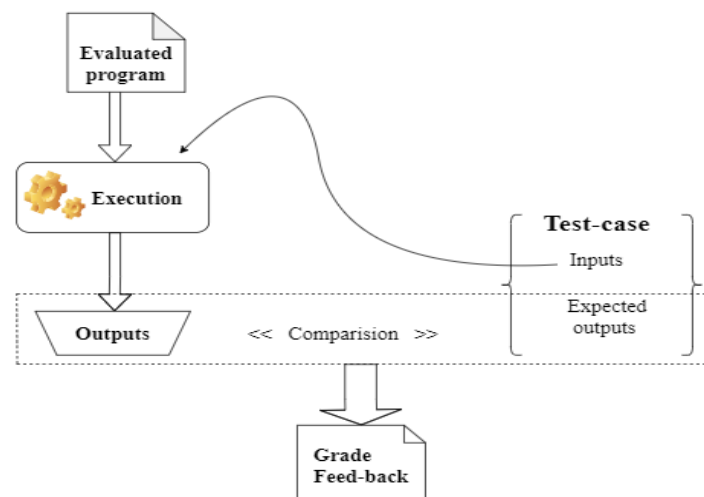 Evaluated
program
Execution
Test-case
Inputs
Expected
outputs
Outputs
<< Comparision >>
Grade
Feed-back